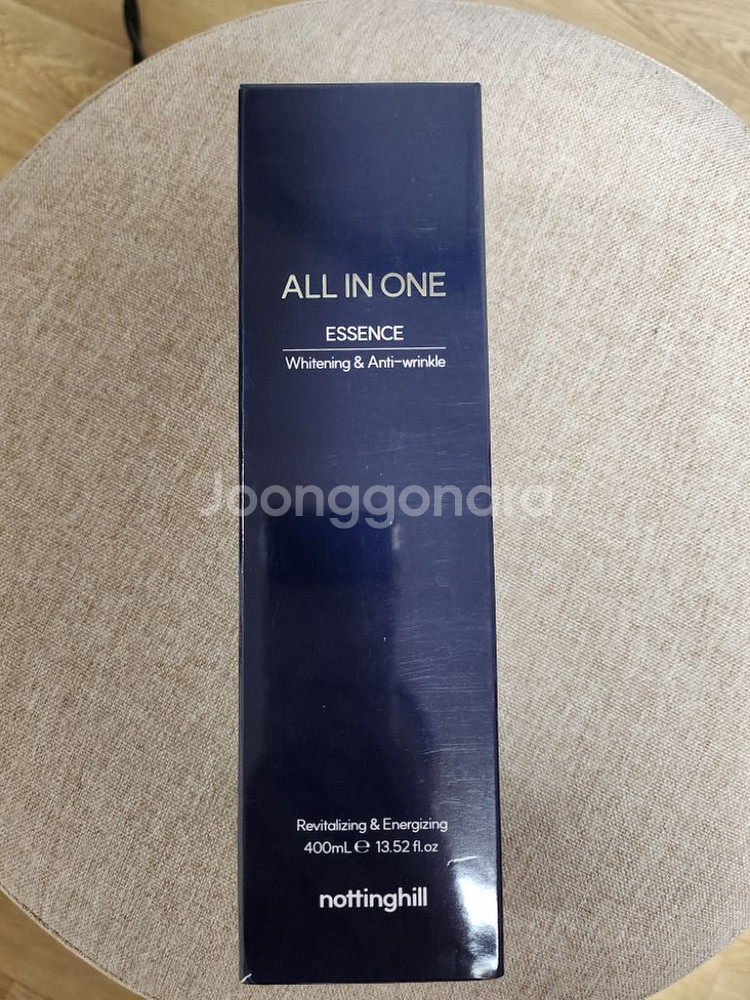 ALL IN ONE
ESSENCE
Whitening & Anti-wrinkle
Joonggonara
Revitalizing & Energizing
400mL ℮ 13.52 fl.oz
nottinghill